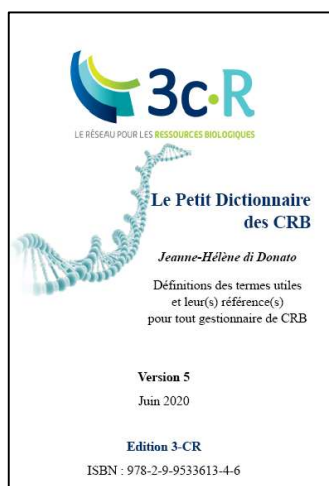 3c·R
LE RÉSEAU POUR LES RESSOURCES BIOLOGIQUES
Le Petit Dictionnaire
des CRB
Jeanne-Hélène di Donato
Définitions des termes utiles
et leur(s) référence(s)
pour tout gestionnaire de CRB
Version 5
Juin 2020
Edition 3-CR
ISBN : 978-2-9-9533613-4-6